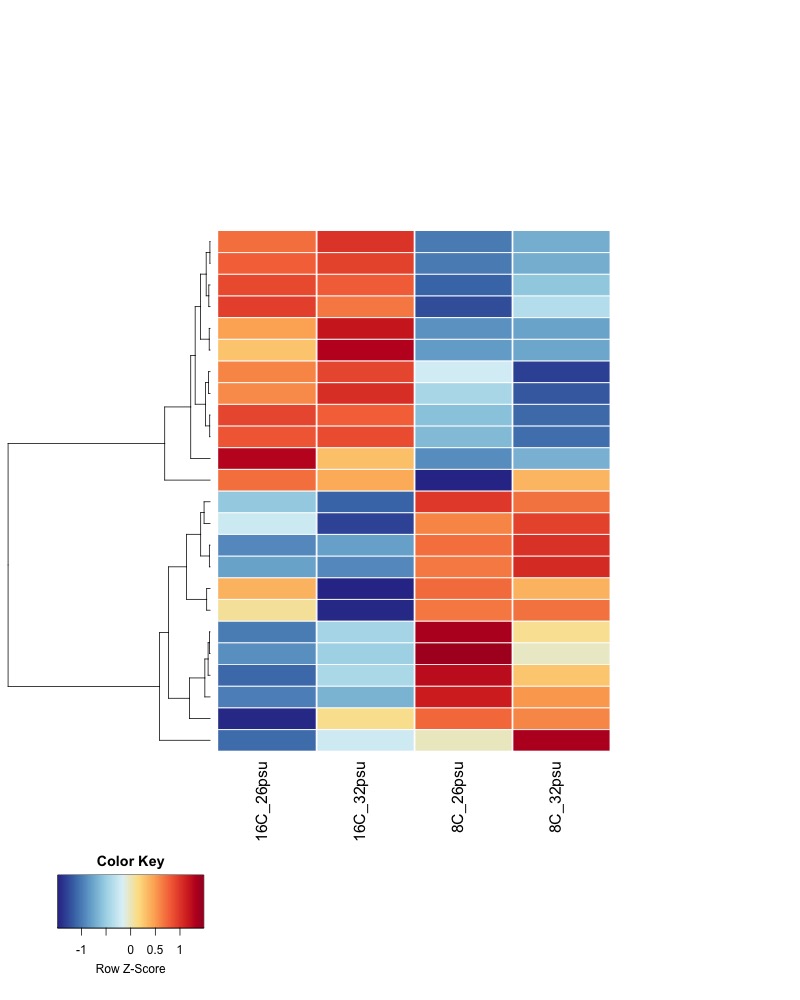 16C_26psu
16C_32psu
8C_26psu
8C_32psu
Color Key
-1 0 0.5 1
Row Z-Score